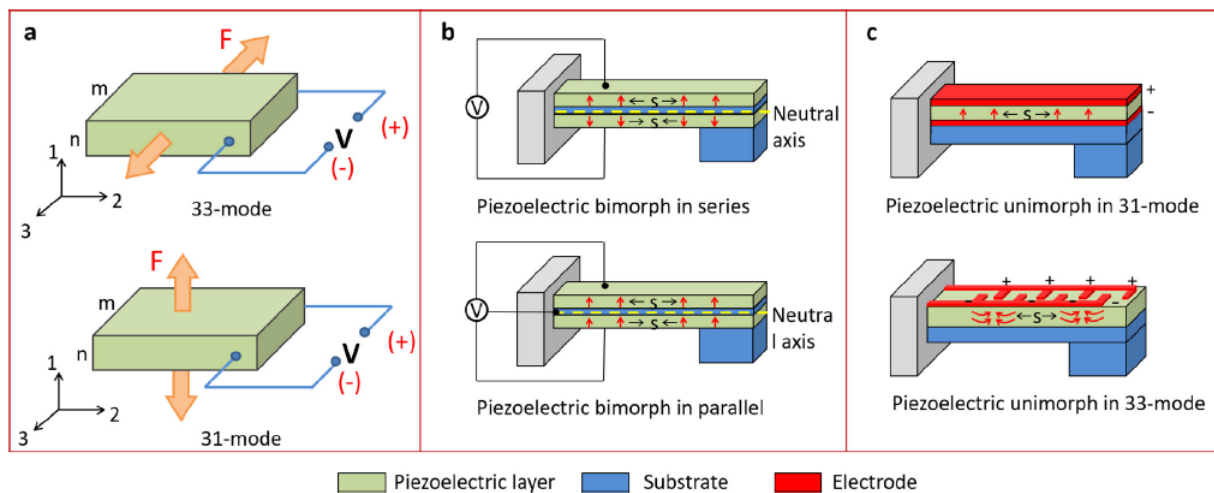 a
F
m
n
V
(+)
(-)
1
2
3
33-mode
F
m
n
V
(+)
(-)
1
2
3
31-mode
b
V
S
S
Neutral
axis
Piezoelectric bimorph in series
V
S
S
Neutra
l axis
Piezoelectric bimorph in parallel
c
+
-
S
Piezoelectric unimorph in 31-mode
+ + + +
- - - -
S
Piezoelectric unimorph in 33-mode
Piezoelectric layer
Substrate
Electrode